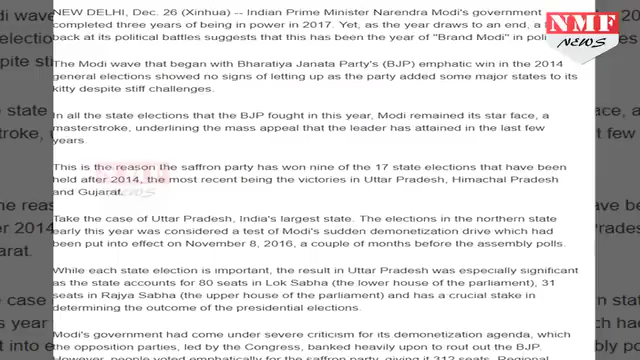 NEW DELHI, Dec. 26 (Xinhua) -- Indian Prime Minister Narendra Modi's government
completed three years of being in power in 2017. Yet, as the year draws to an end, a
back at its political battles suggests that this has been the year of "Brand Modi" in
The Modi wave that began with Bharatiya Janata Party's (BJP) emphatic win in the 2014
general elections showed no signs of letting up as the party added some major states to its
kitty despite stiff challenges.
In all the state elections that the BJP fought in this year, Modi remained its star face, a
masterstroke, underlining the mass appeal that the leader has attained in the last few
years.
This is the reason the saffron party has won nine of the 17 state elections that have been
held after 2014, the most recent being the victories in Uttar Pradesh, Himachal Pradesh
and Gujarat.
Take the case of Uttar Pradesh, India's largest state. The elections in the northern state
early this year was considered a test of Modi's sudden demonetization drive which had
been put into effect on November 8, 2016, a couple of months before the assembly polls.
While each state election is important, the result in Uttar Pradesh was especially significant
as the state accounts for 80 seats in Lok Sabha (the lower house of the parliament), 31
seats in Rajya Sabha (the upper house of the parliament) and has a crucial stake in
determining the outcome of the presidential elections.
Modi's government had come under severe criticism for its demonetization agenda, which
the opposition parties, led by the Congress, banked heavily upon to rout out the BJP.
However, people voted emphatically for the saffron party, giving it 312 seats. Regional
NMF
NEWS